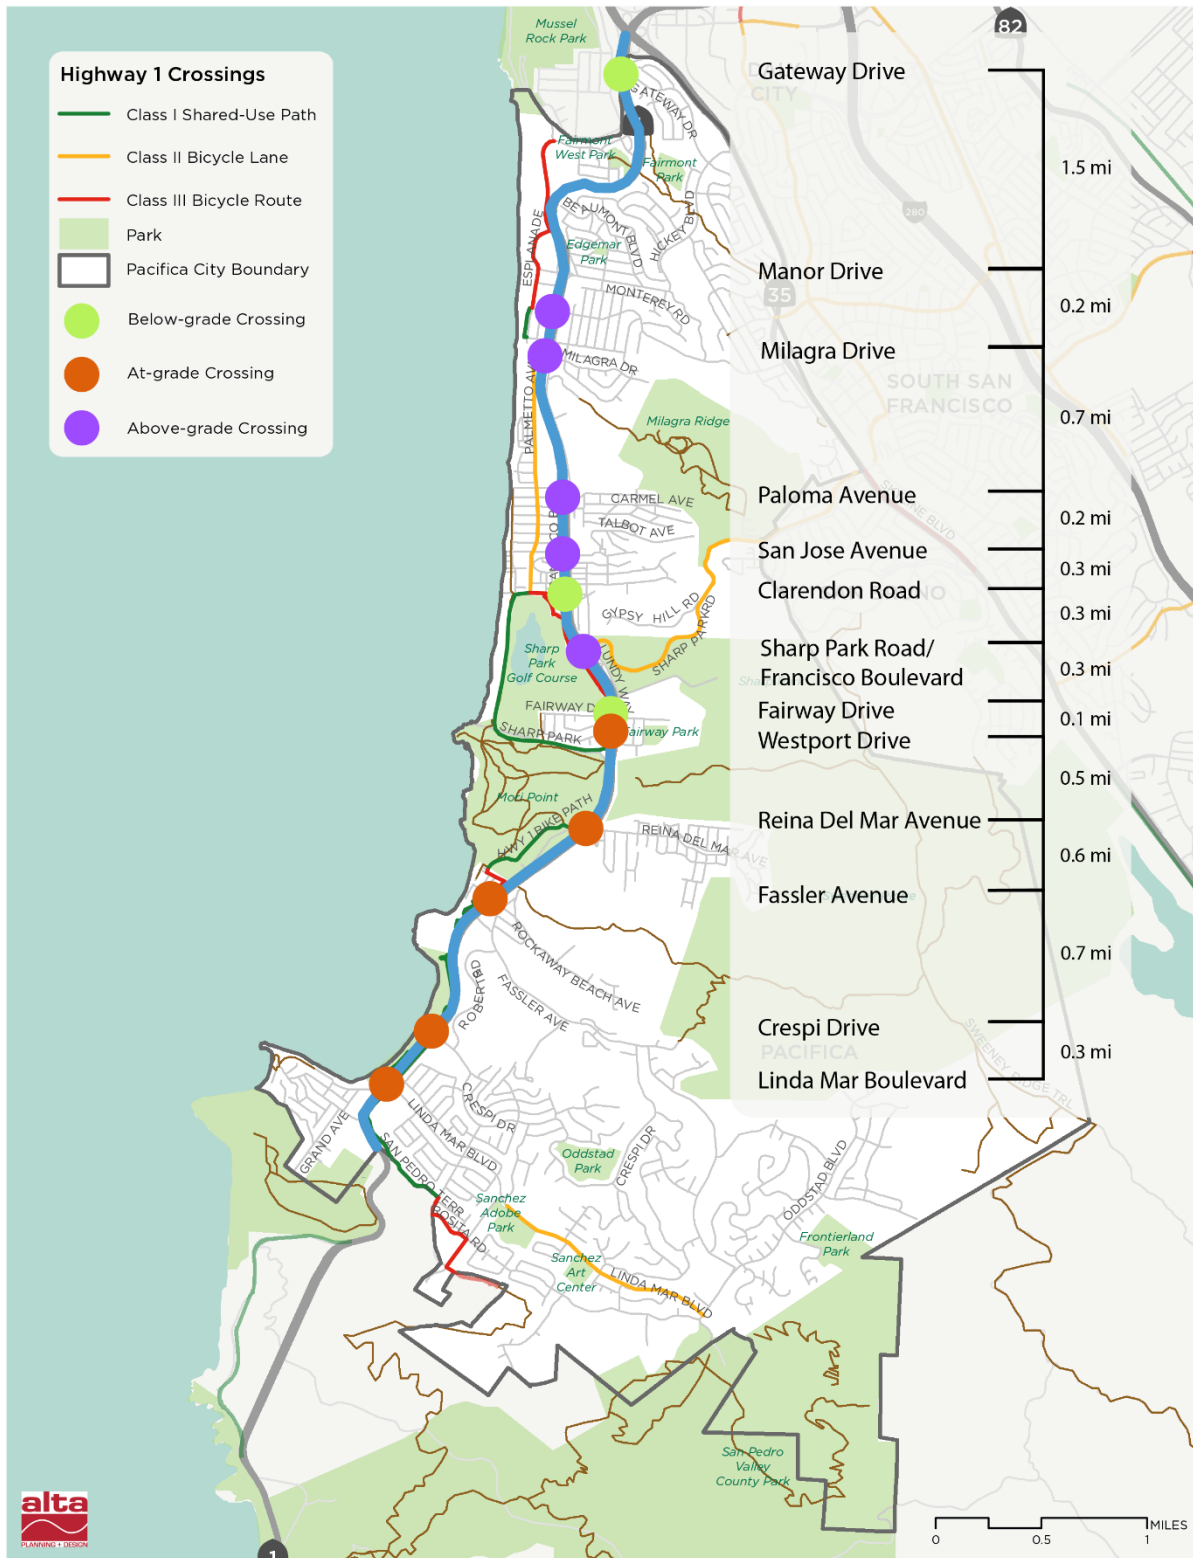 Mussel
Rock Park
82
Highway 1 Crossings
Class I Shared-Use Path
Class II Bicycle Lane
Class III Bicycle Route
Park
Pacifica City Boundary
Below-grade Crossing
At-grade Crossing
Above-grade Crossing
GATEWAY DR
Fairmont
West Park
Fairmont
Park
HICKEY BLVD
ESPLANADE
Edgemar
Park
MONTEREY RD
MILAGRA DR
PALMETTO AV
Milagra Ridge
CARMEL AVE
TALBOT AVE
GYPSY HILL RD
SHARP PARK RD
Sharp
Park
Golf Course
LUNDY WAY
FAIRWAY D
SHARP PARK
Fairway Park
Mori Point
HWY 1 BIKE PATH
REINA DEL MAR AVE
ROCKAWAY BEACH AVE
FASSLER AVE
ROBERTS RD
CRESPI DR
LINDA MAR BLVD
GRAND AVE
SAN PEDRO TERR
ROSITA RD
CRESPI DR
Oddstad
Park
Sanchez
Adobe
Park
Sanchez
Art
Center
LINDA MAR BLVD
ODDSTAD BLVD
Frontierland
Park
San Pedro
Valley
County Park
CITY
280
35
SOUTH SAN
FRANCISCO
SKYLINE BLVD
PACIFICA
SWEENEY RIDGE TRL
Gateway Drive
1.5 mi
Manor Drive
0.2 mi
Milagra Drive
0.7 mi
Paloma Avenue
0.2 mi
San Jose Avenue
0.3 mi
Clarendon Road
0.3 mi
Sharp Park Road/
Francisco Boulevard
0.3 mi
Fairway Drive
0.1 mi
Westport Drive
0.5 mi
Reina Del Mar Avenue
0.6 mi
Fassler Avenue
0.7 mi
Crespi Drive
0.3 mi
Linda Mar Boulevard
alta
PLANNING + DESIGN
1
MILES
0
0.5
1